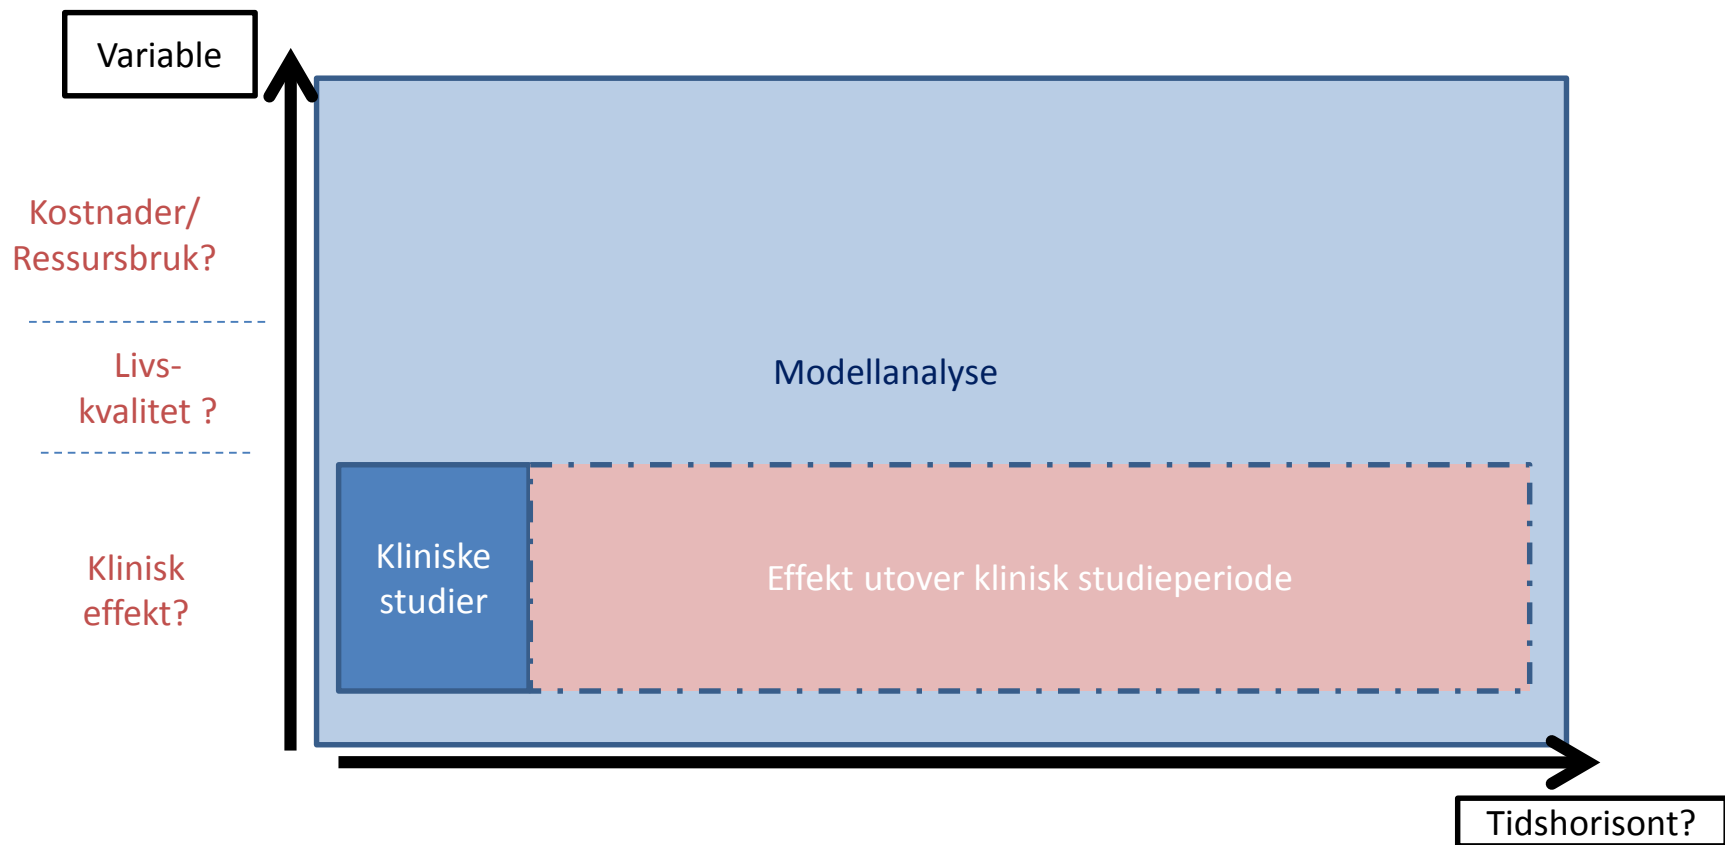 Variable
Kostnader/
Ressursbruk?
Livs-
kvalitet ?
Modellanalyse
Klinisk
effekt?
Kliniske
studier
Effekt utover klinisk studieperiode
Tidshorisont?